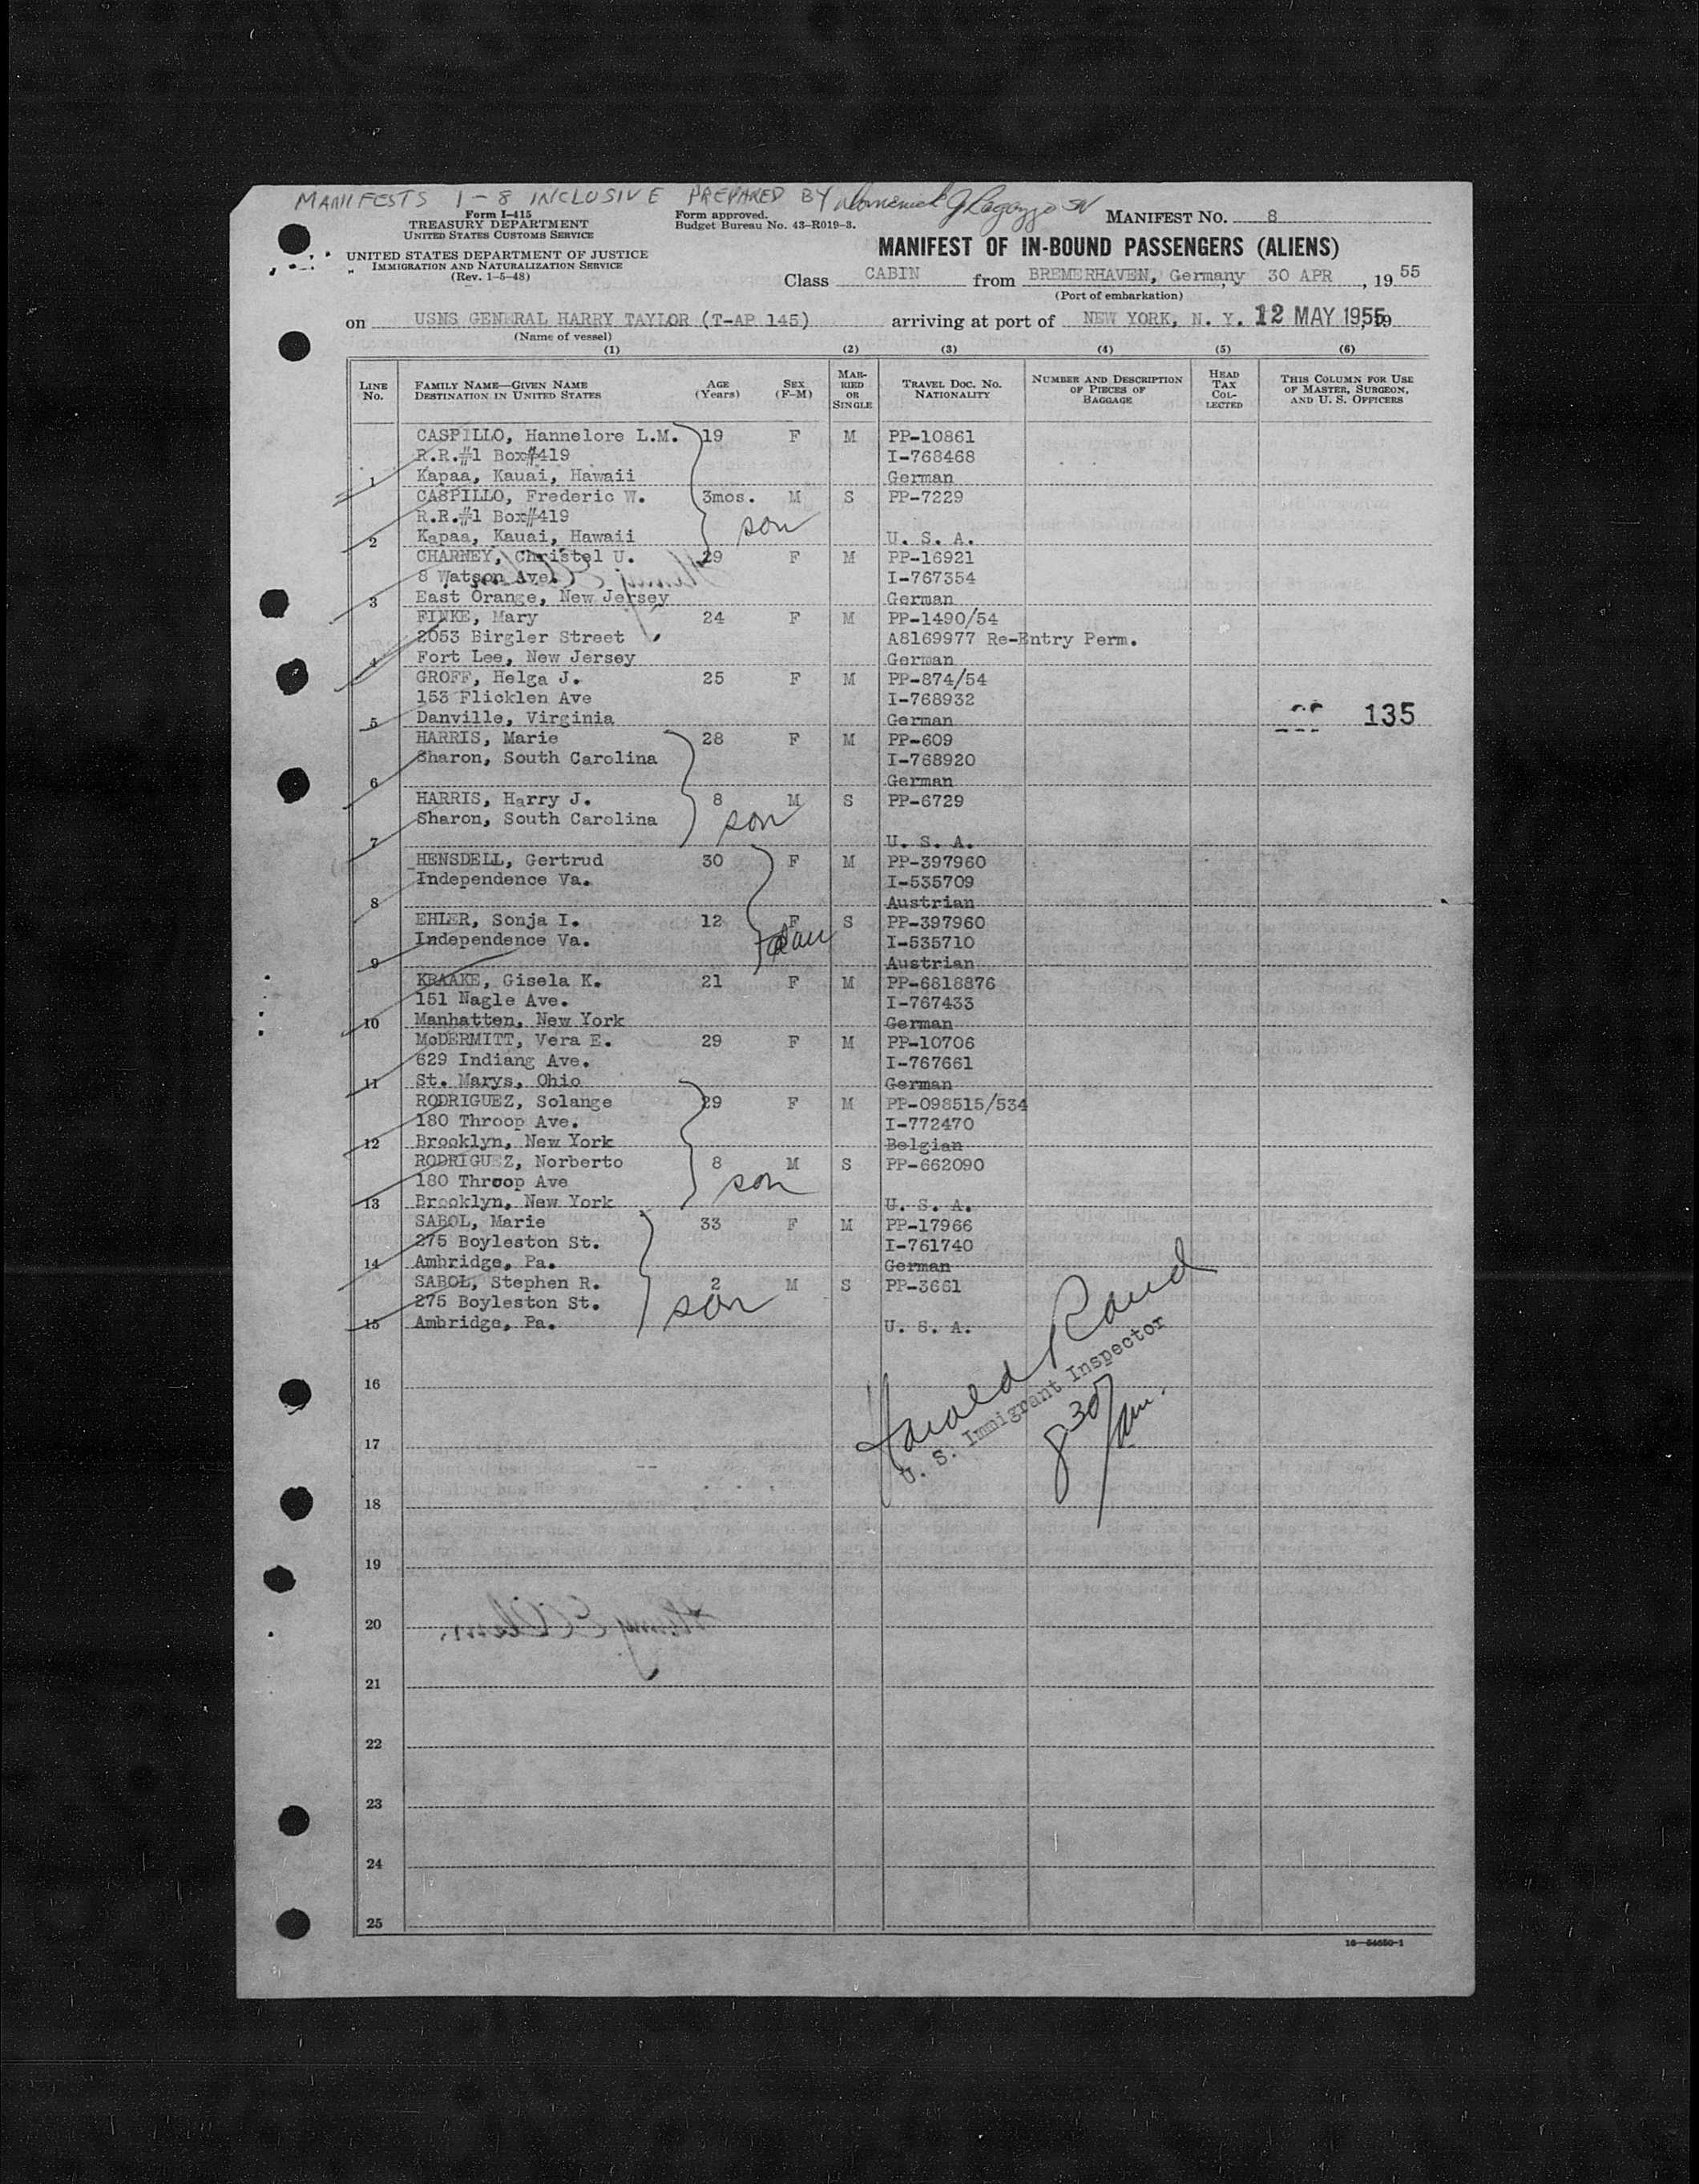 MANIFESTS 1-8 INCLUSIVE PREPARED BY
Form I-415
TREASURY DEPARTMENT
UNITED STATES CUSTOMS SERVICE
UNITED STATES DEPARTMENT OF JUSTICE
IMMIGRATION AND NATURALIZATION SERVICE
(Rev. 1-5-48)
Form approved.
Budget Bureau No. 43-R019-3.
MANIFEST NO. 8
MANIFEST OF IN-BOUND PASSENGERS (ALIENS)
Class CABIN from BREMERHAVEN, Germany, 30 APR, 19 55
(Port of embarkation)
on USNS GENERAL HARRY TAYLOR (T-AP 145) arriving at port of NEW YORK, N. Y. 12 MAY 1955, 19
(Name of vessel)
(1) (2) (3) (4) (5) (6)
LINE No. FAMILY NAME—GIVEN NAME DESTINATION IN UNITED STATES AGE (Years) SEX (F-M) MARRIED OR SINGLE TRAVEL DOC. NO. NATIONALITY NUMBER AND DESCRIPTION OF PIECES OF BAGGAGE HEAD TAX COLLECTED THIS COLUMN FOR USE OF MASTER, SURGEON, AND U. S. OFFICERS
CASPILLO, Hannelore L.M. 19 F M PP-10861
R.R.#1 Box#419 I-768468
1 Kapaa, Kauai, Hawaii German
CASPILLO, Frederic W. 3mos. M S PP-7229
R.R.#1 Box#419 son
2 Kapaa, Kauai, Hawaii U. S. A.
CHARNEY, Christel U. 29 F M PP-16921
8 Watson Ave. I-767354
3 East Orange, New Jersey German
FINKE, Mary 24 F M PP-1490/54
2053 Birgler Street A8169977 Re-Entry Perm.
4 Fort Lee, New Jersey German
GROFF, Helga J. 25 F M PP-874/54
153 Flicklen Ave I-768932
5 Danville, Virginia German 135
HARRIS, Marie 28 F M PP-609
Sharon, South Carolina I-768920
6 German
HARRIS, Harry J. 8 M S PP-6729
Sharon, South Carolina son
7 U. S. A.
HENSDELL, Gertrud 30 F M PP-397960
Independence Va. I-535709
8 Austrian
EHLER, Sonja I. 12 F S PP-397960
Independence Va. dau I-535710
9 Austrian
KRAAKE, Gisela K. 21 F M PP-6818876
151 Nagle Ave. I-767433
10 Manhatten, New York German
McDERMITT, Vera E. 29 F M PP-10706
629 Indiang Ave. I-767661
11 St. Marys, Ohio German
RODRIGUEZ, Solange 29 F M PP-098515/534
180 Throop Ave. I-772470
12 Brooklyn, New York Belgian
RODRIGUEZ, Norberto 8 M S PP-662090
180 Throop Ave son
13 Brooklyn, New York U. S. A.
SABOL, Marie 33 F M PP-17966
275 Boyleston St. I-761740
14 Ambridge, Pa. German
SABOL, Stephen R. 2 M S PP-3661
275 Boyleston St. son
15 Ambridge, Pa. U. S. A.
Harold Rand
U. S. Immigrant Inspector
830 am.
16
17
18
19
20
21
22
23
24
25